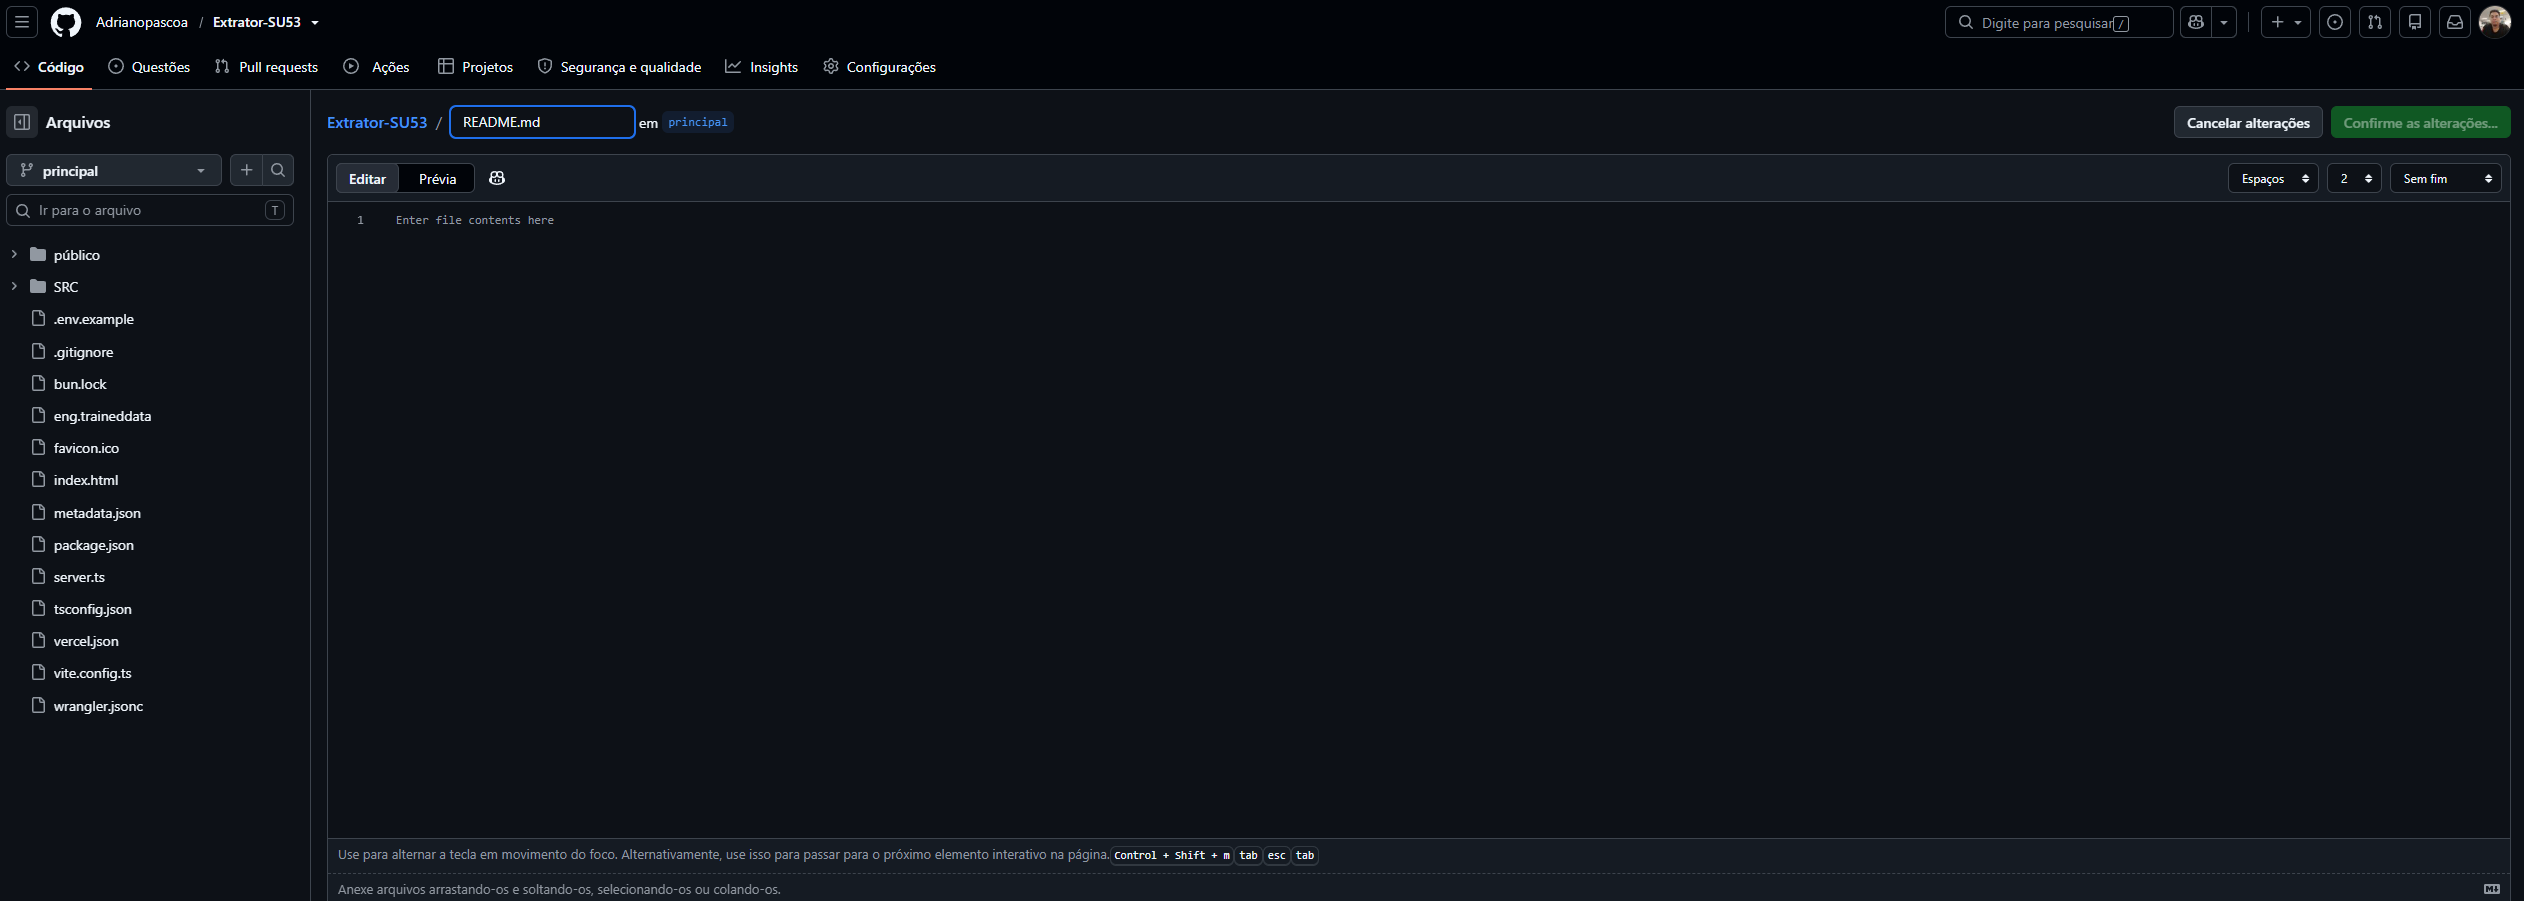 Adrianopascoa / Extrator-SU53
Digite para pesquisar /
Código Questões Pull requests Ações Projetos Segurança e qualidade Insights Configurações
Arquivos
Extrator-SU53 / README.md em principal
Cancelar alterações Confirme as alterações...
principal
Editar Prévia
Espaços 2 Sem fim
Ir para o arquivo T
1 Enter file contents here
público
SRC
.env.example
.gitignore
bun.lock
eng.traineddata
favicon.ico
index.html
metadata.json
package.json
server.ts
tsconfig.json
vercel.json
vite.config.ts
wrangler.jsonc
Use para alternar a tecla em movimento do foco. Alternativamente, use isso para passar para o próximo elemento interativo na página. Control + Shift + m tab esc tab
Anexe arquivos arrastando-os e soltando-os, selecionando-os ou colando-os.